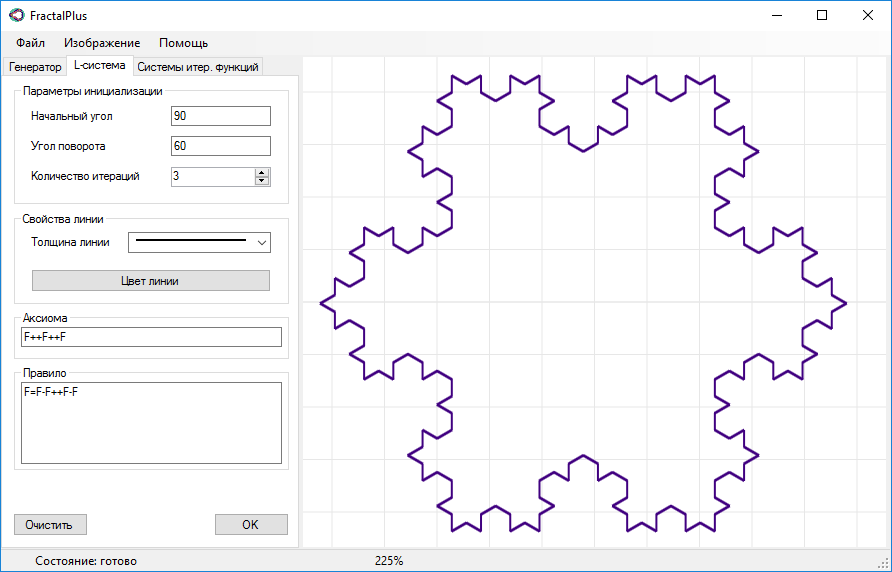 FractalPlus
Файл Изображение Помощь
Генератор L-система Системы итер. функций
Параметры инициализации
Начальный угол 90
Угол поворота 60
Количество итераций 3
Свойства линии
Толщина линии
Цвет линии
Аксиома
F++F++F
Правило
F=F-F++F-F
Очистить OK
Состояние: готово 225%